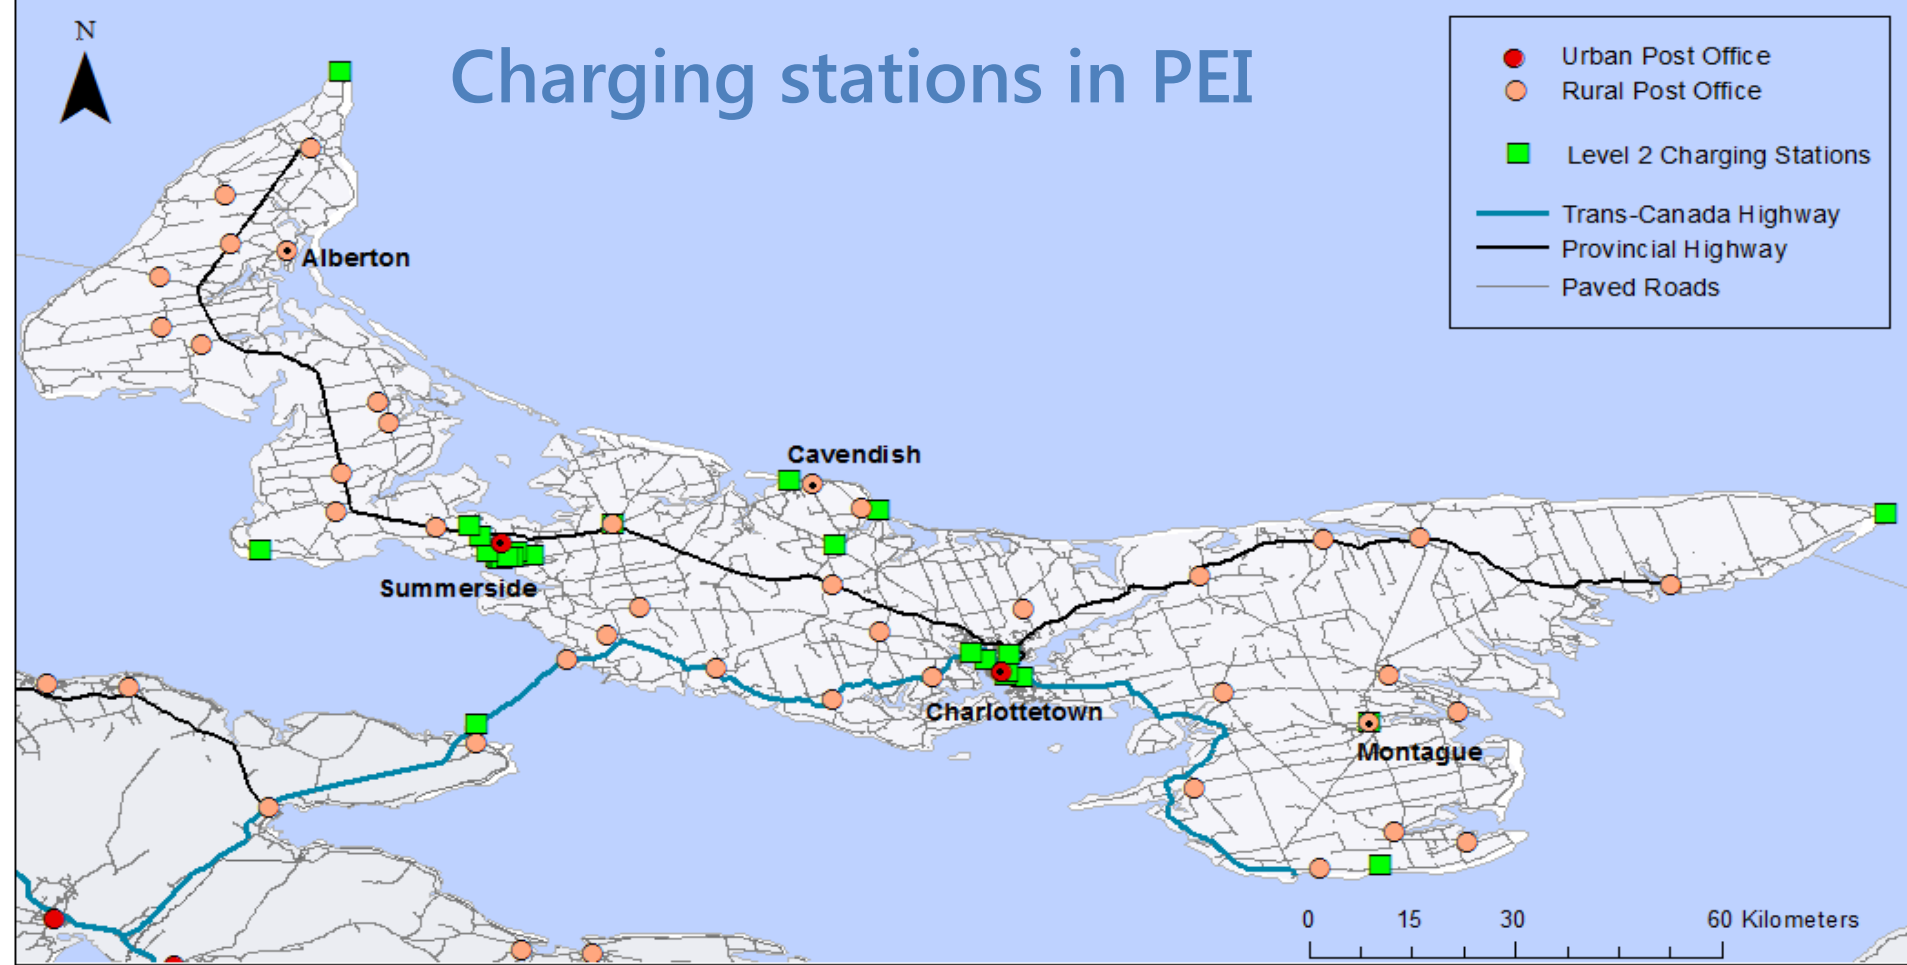 N
Charging stations in PEI
Urban Post Office
Rural Post Office
Level 2 Charging Stations
Trans-Canada Highway
Provincial Highway
Paved Roads
Alberton
Cavendish
Summerside
Charlottetown
Montague
0 15 30 60 Kilometers